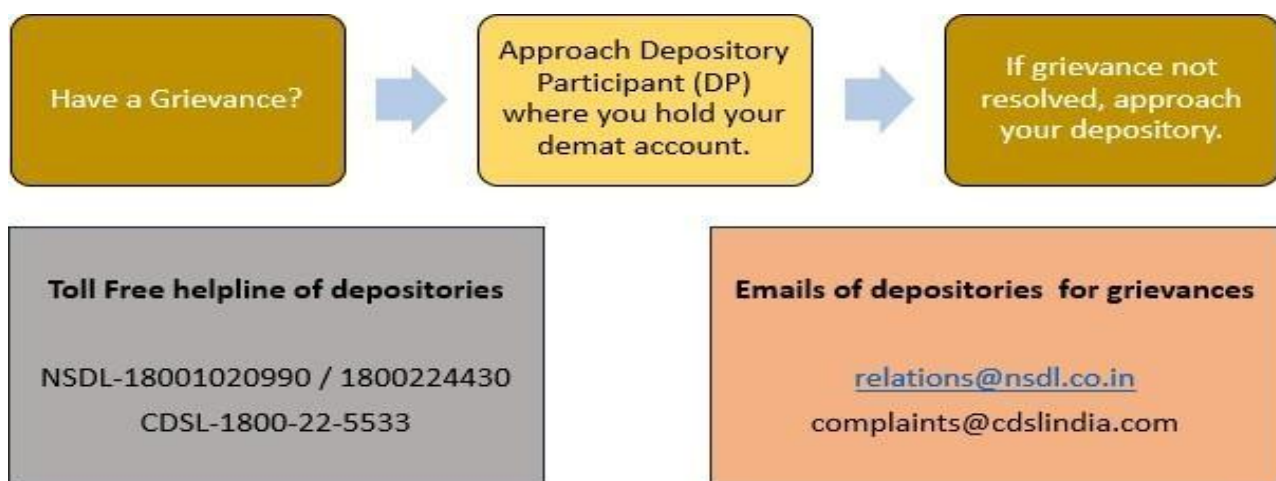 Have a Grievance?
Approach Depository
Participant (DP)
where you hold your
demat account.
If grievance not
resolved, approach
your depository.
Toll Free helpline of depositories
NSDL-18001020990 / 1800224430
CDSL-1800-22-5533
Emails of depositories for grievances
relations@nsdl.co.in
complaints@cdslindia.com